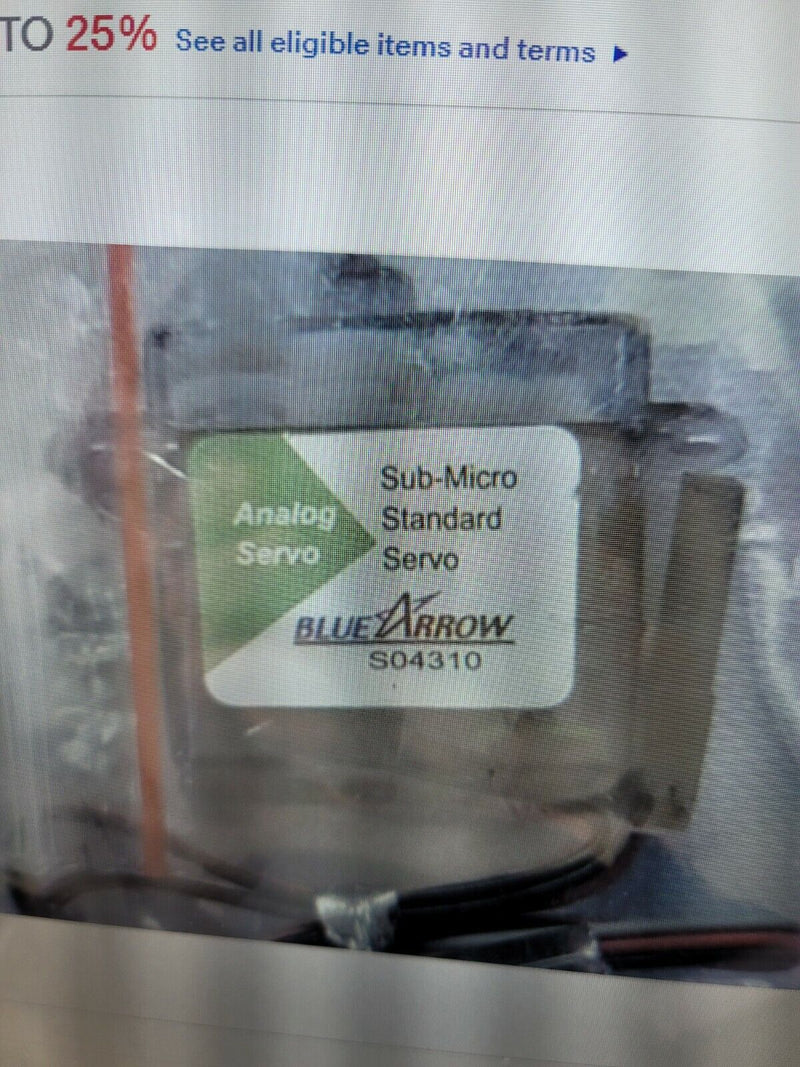 TO 25% See all eligible items and terms ▶
Analog
Servo
Sub-Micro
Standard
Servo
BLUE ARROW
S04310